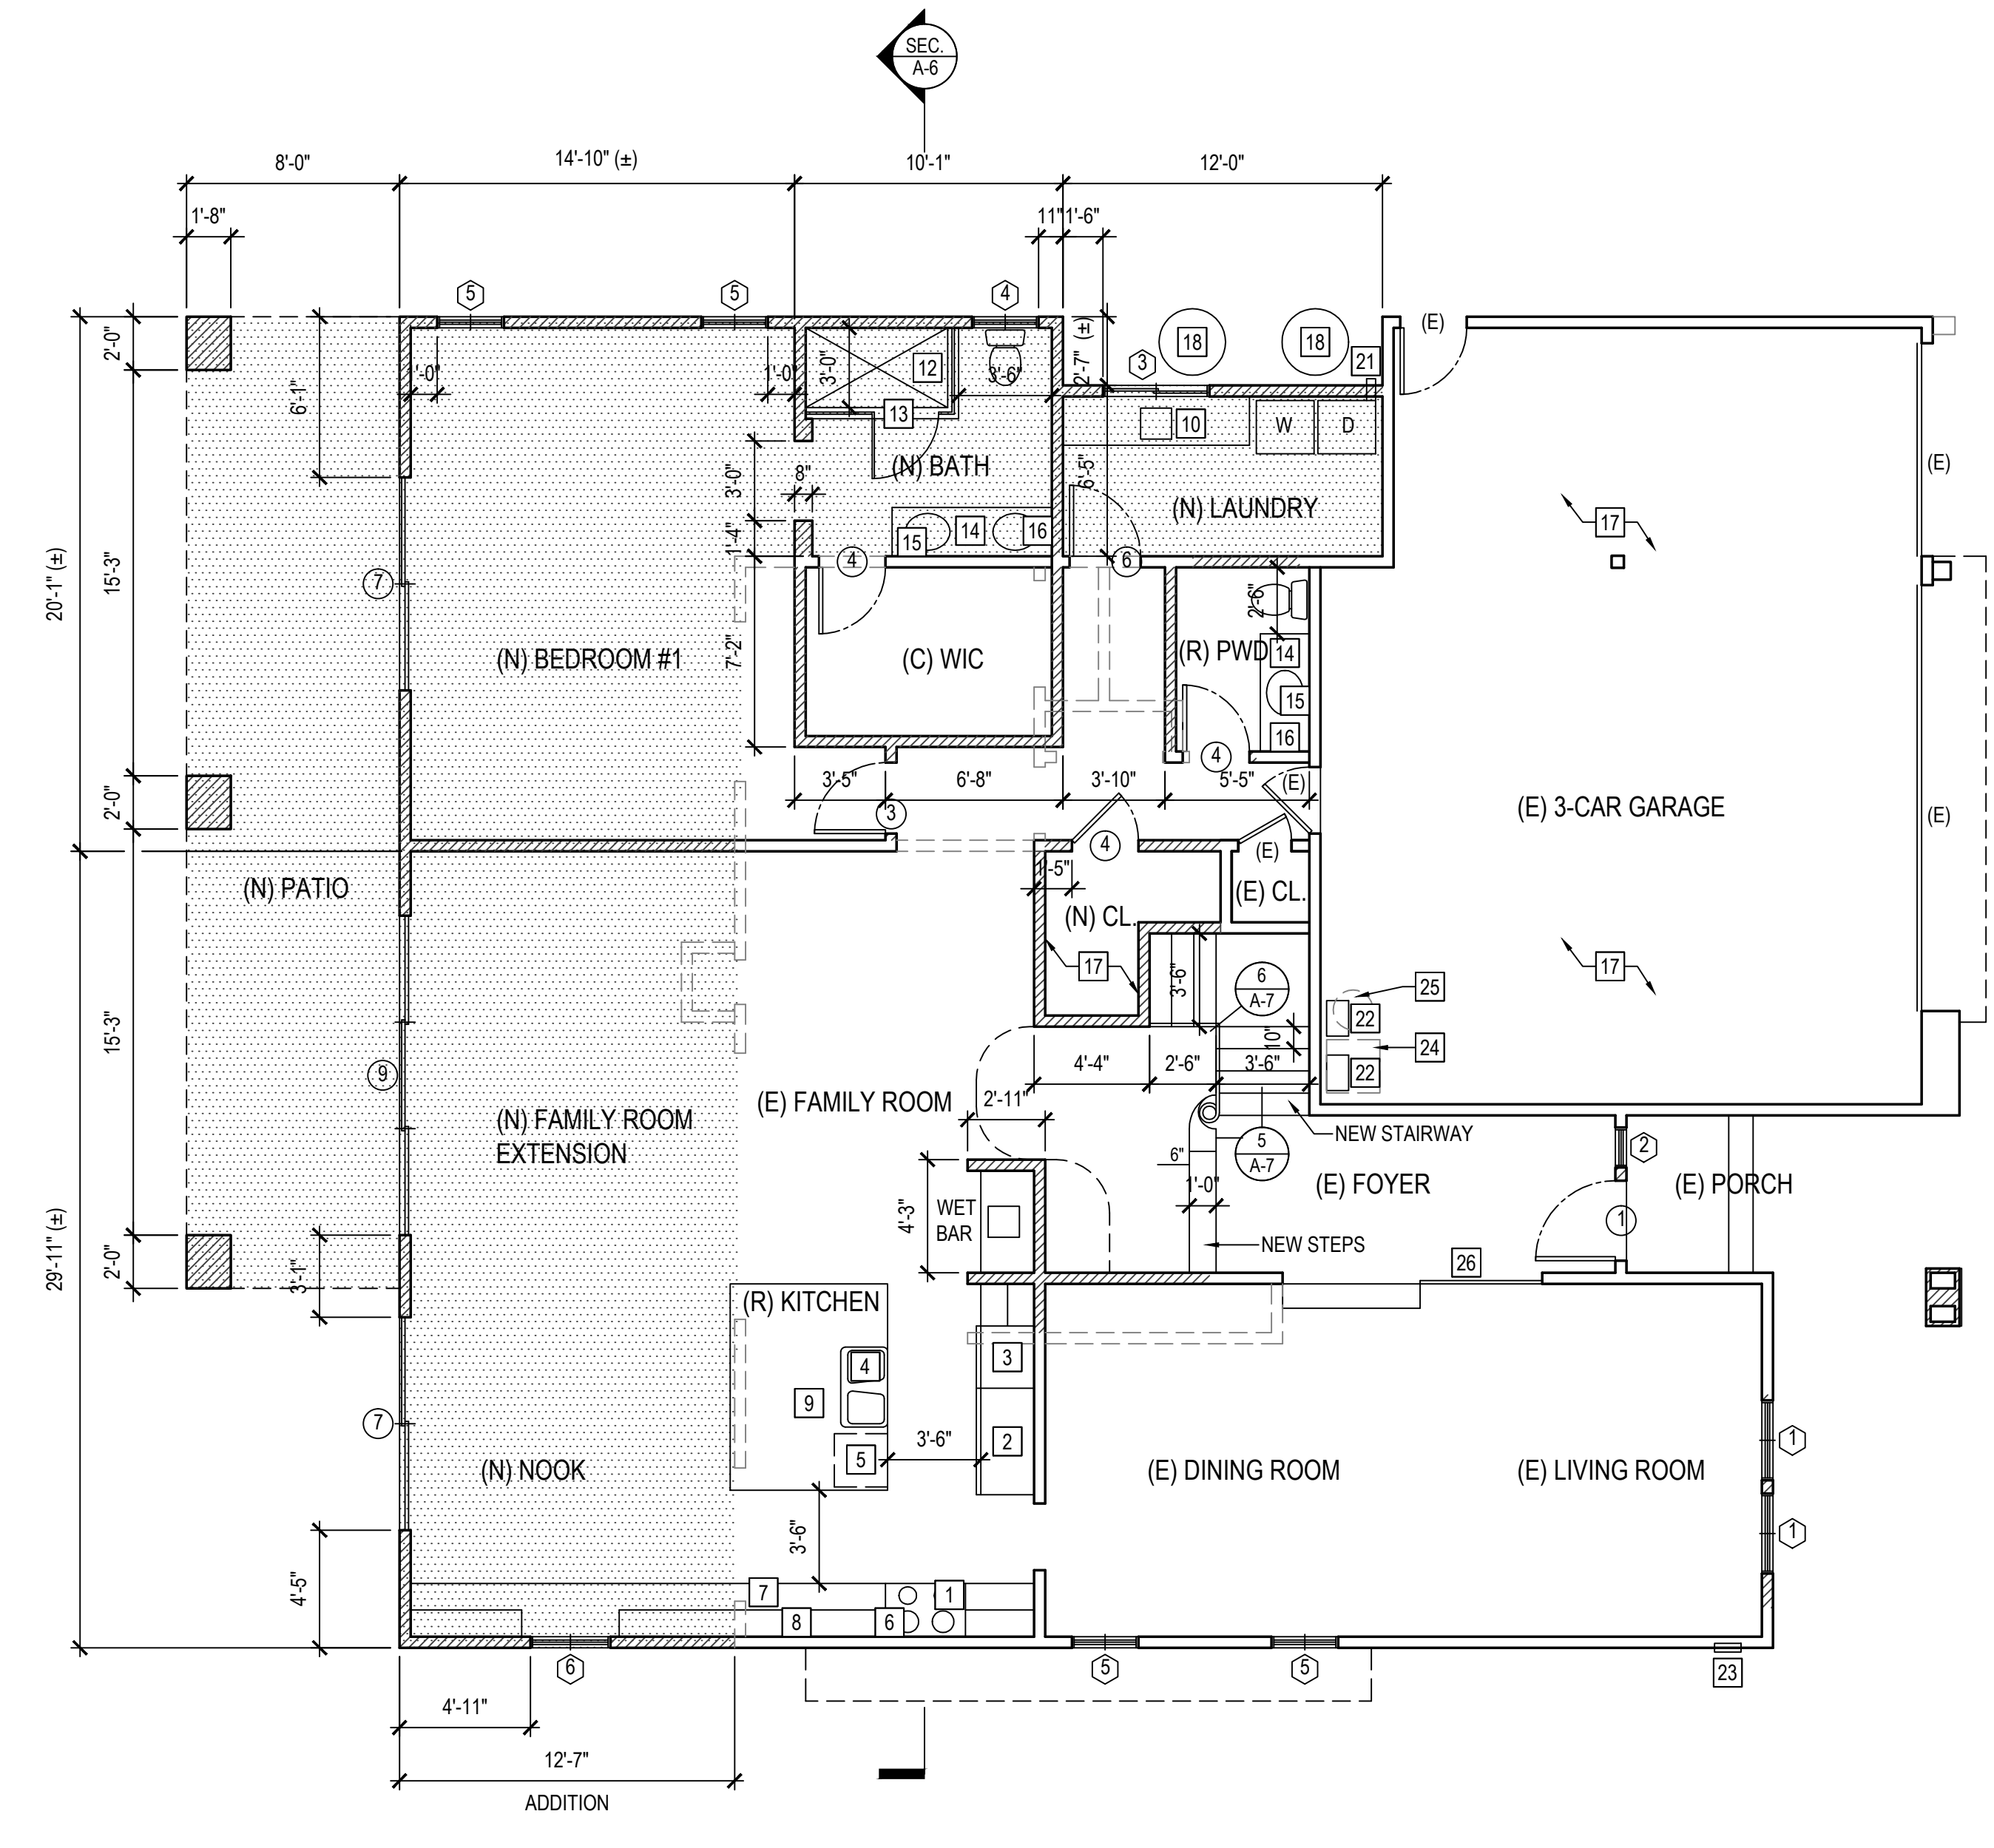 SEC.
A-6
8'-0"
14'-10" (±)
10'-1"
12'-0"
1'-8"
11"
1'-6"
5
5
4
2'-0"
6'-1"
1'-0"
1'-0"
3'-0"
12
3'-6"
2'-7" (±)
3
18
18
21
(E)
13
10
W
D
(N) BATH
6'-5"
(E)
3'-0"
8"
(N) LAUNDRY
17
15
14
16
1'-4"
20'-1" (±)
15'-3"
7
4
6
2'-6"
(N) BEDROOM #1
7'-2"
(C) WIC
(R) PWD
14
15
16
4
3'-5"
6'-8"
3'-10"
5'-5"
(E)
2'-0"
3
(E) 3-CAR GARAGE
(E)
4
(E)
1'-5"
(N) PATIO
(E) CL.
(N) CL.
17
17
3'-6"
6
A-7
25
22
10"
24
22
15'-3"
9
4'-4"
2'-6"
3'-6"
(E) FAMILY ROOM
2'-11"
(N) FAMILY ROOM
EXTENSION
NEW STAIRWAY
2
5
A-7
6"
1'-0"
(E) FOYER
(E) PORCH
29'-11" (±)
4'-3"
WET
BAR
1
NEW STEPS
2'-0"
3'-1"
26
(R) KITCHEN
4
3
9
7
3'-6"
2
5
1
(N) NOOK
(E) DINING ROOM
(E) LIVING ROOM
3'-6"
1
4'-5"
7
1
8
6
6
5
5
23
4'-11"
12'-7"
ADDITION